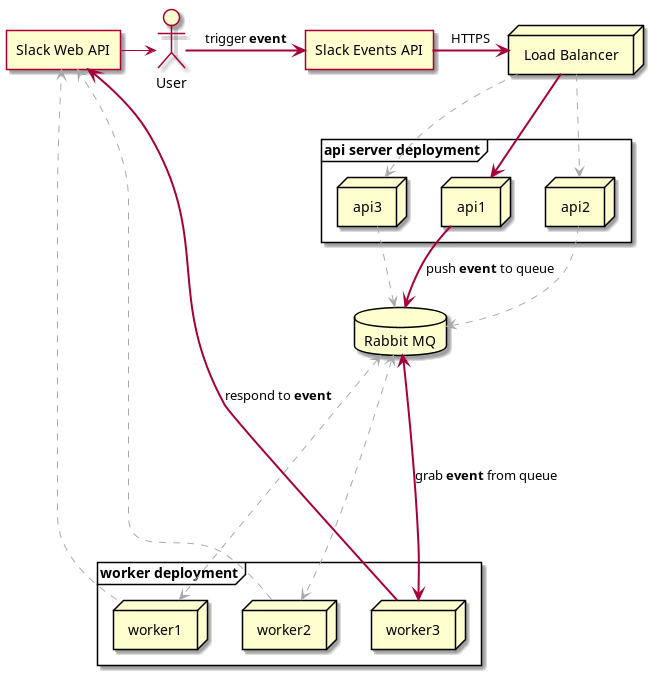 Slack Web API
User
trigger event
Slack Events API
HTTPS
Load Balancer
api server deployment
api3
api1
api2
push event to queue
Rabbit MQ
respond to event
grab event from queue
worker deployment
worker1
worker2
worker3